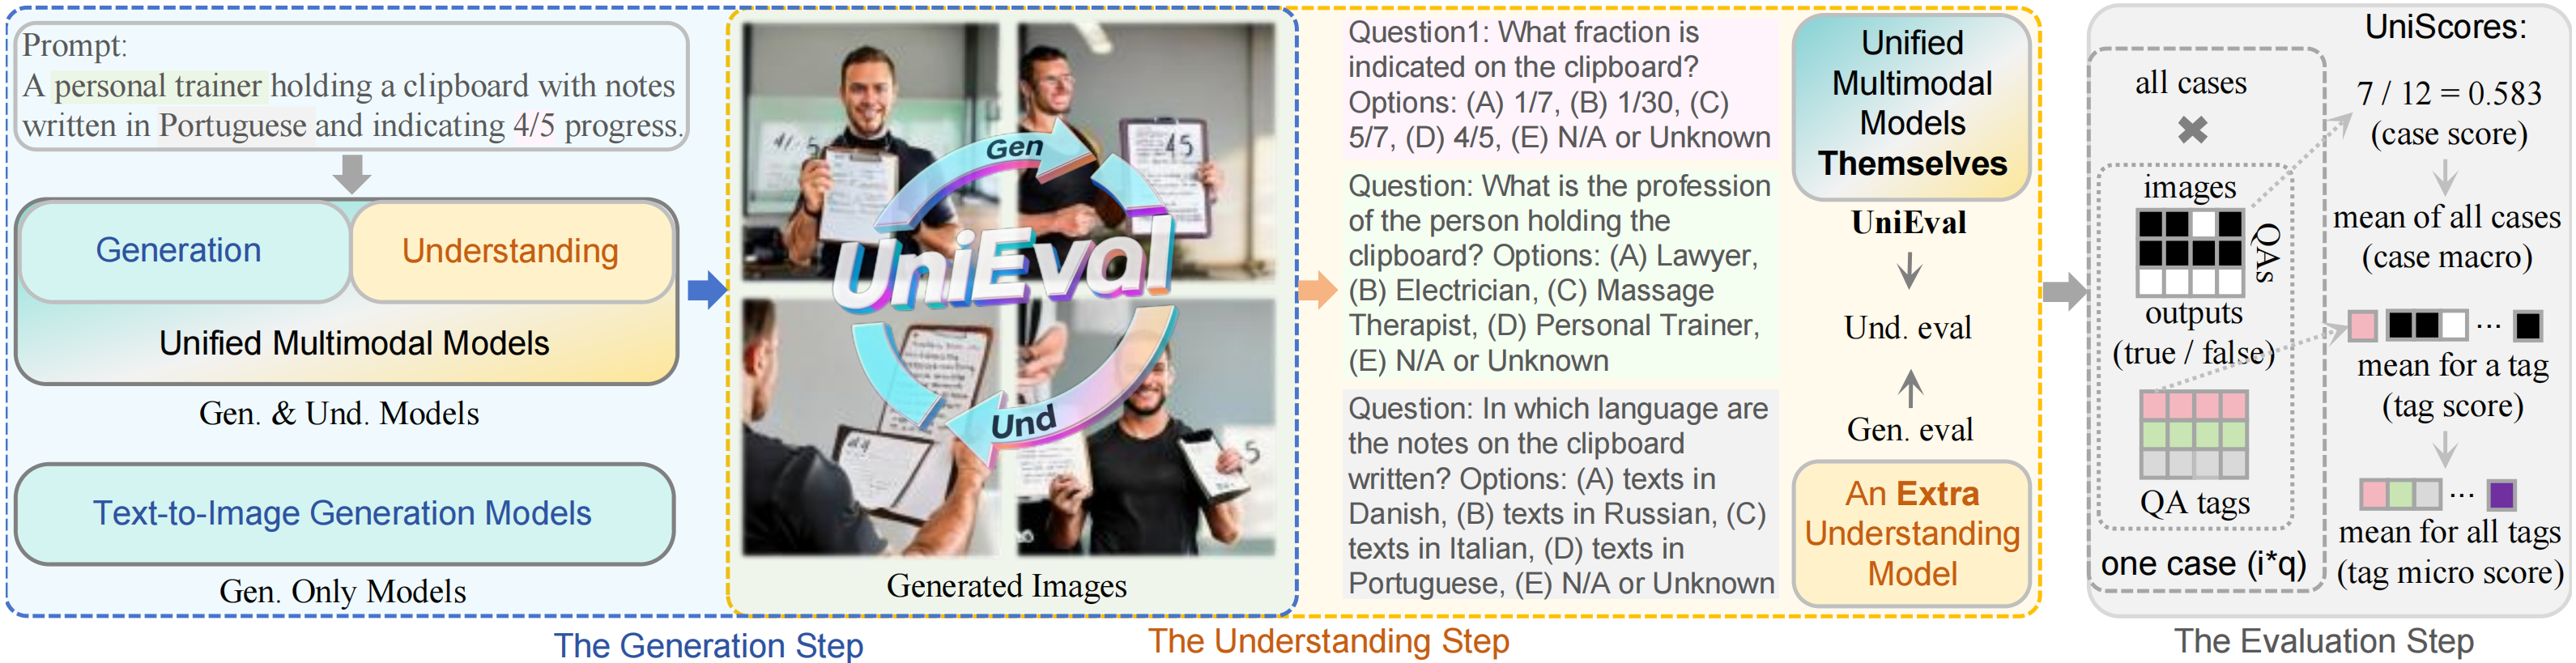 Prompt:
A personal trainer holding a clipboard with notes
written in Portuguese and indicating 4/5 progress.
Generation
Understanding
Unified Multimodal Models
Gen. & Und. Models
Text-to-Image Generation Models
Gen. Only Models
The Generation Step
4/5
45
Gen
UniEval
Und
5
Generated Images
Question1: What fraction is
indicated on the clipboard?
Options: (A) 1/7, (B) 1/30, (C)
5/7, (D) 4/5, (E) N/A or Unknown
Question: What is the profession
of the person holding the
clipboard? Options: (A) Lawyer,
(B) Electrician, (C) Massage
Therapist, (D) Personal Trainer,
(E) N/A or Unknown
Question: In which language are
the notes on the clipboard
written? Options: (A) texts in
Danish, (B) texts in Russian, (C)
texts in Italian, (D) texts in
Portuguese, (E) N/A or Unknown
Unified
Multimodal
Models
Themselves
UniEval
Und. eval
Gen. eval
An Extra
Understanding
Model
The Understanding Step
all cases
images
QAs
outputs
(true / false)
QA tags
one case (i*q)
UniScores:
7 / 12 = 0.583
(case score)
mean of all cases
(case macro)
...
mean for a tag
(tag score)
...
mean for all tags
(tag micro score)
The Evaluation Step